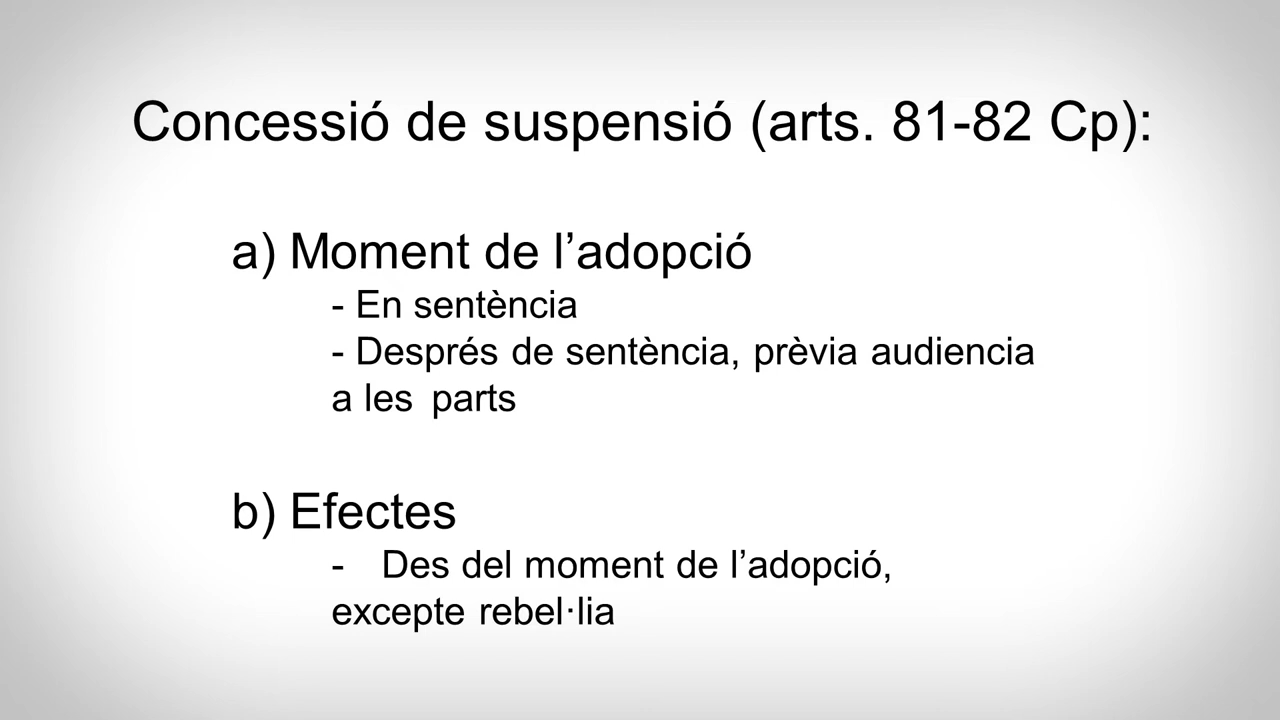 Concessió de suspensió (arts. 81-82 Cp):
a) Moment de l’adopció
- En sentència
- Després de sentència, prèvia audiencia
a les parts
b) Efectes
- Des del moment de l’adopció,
excepte rebel·lia